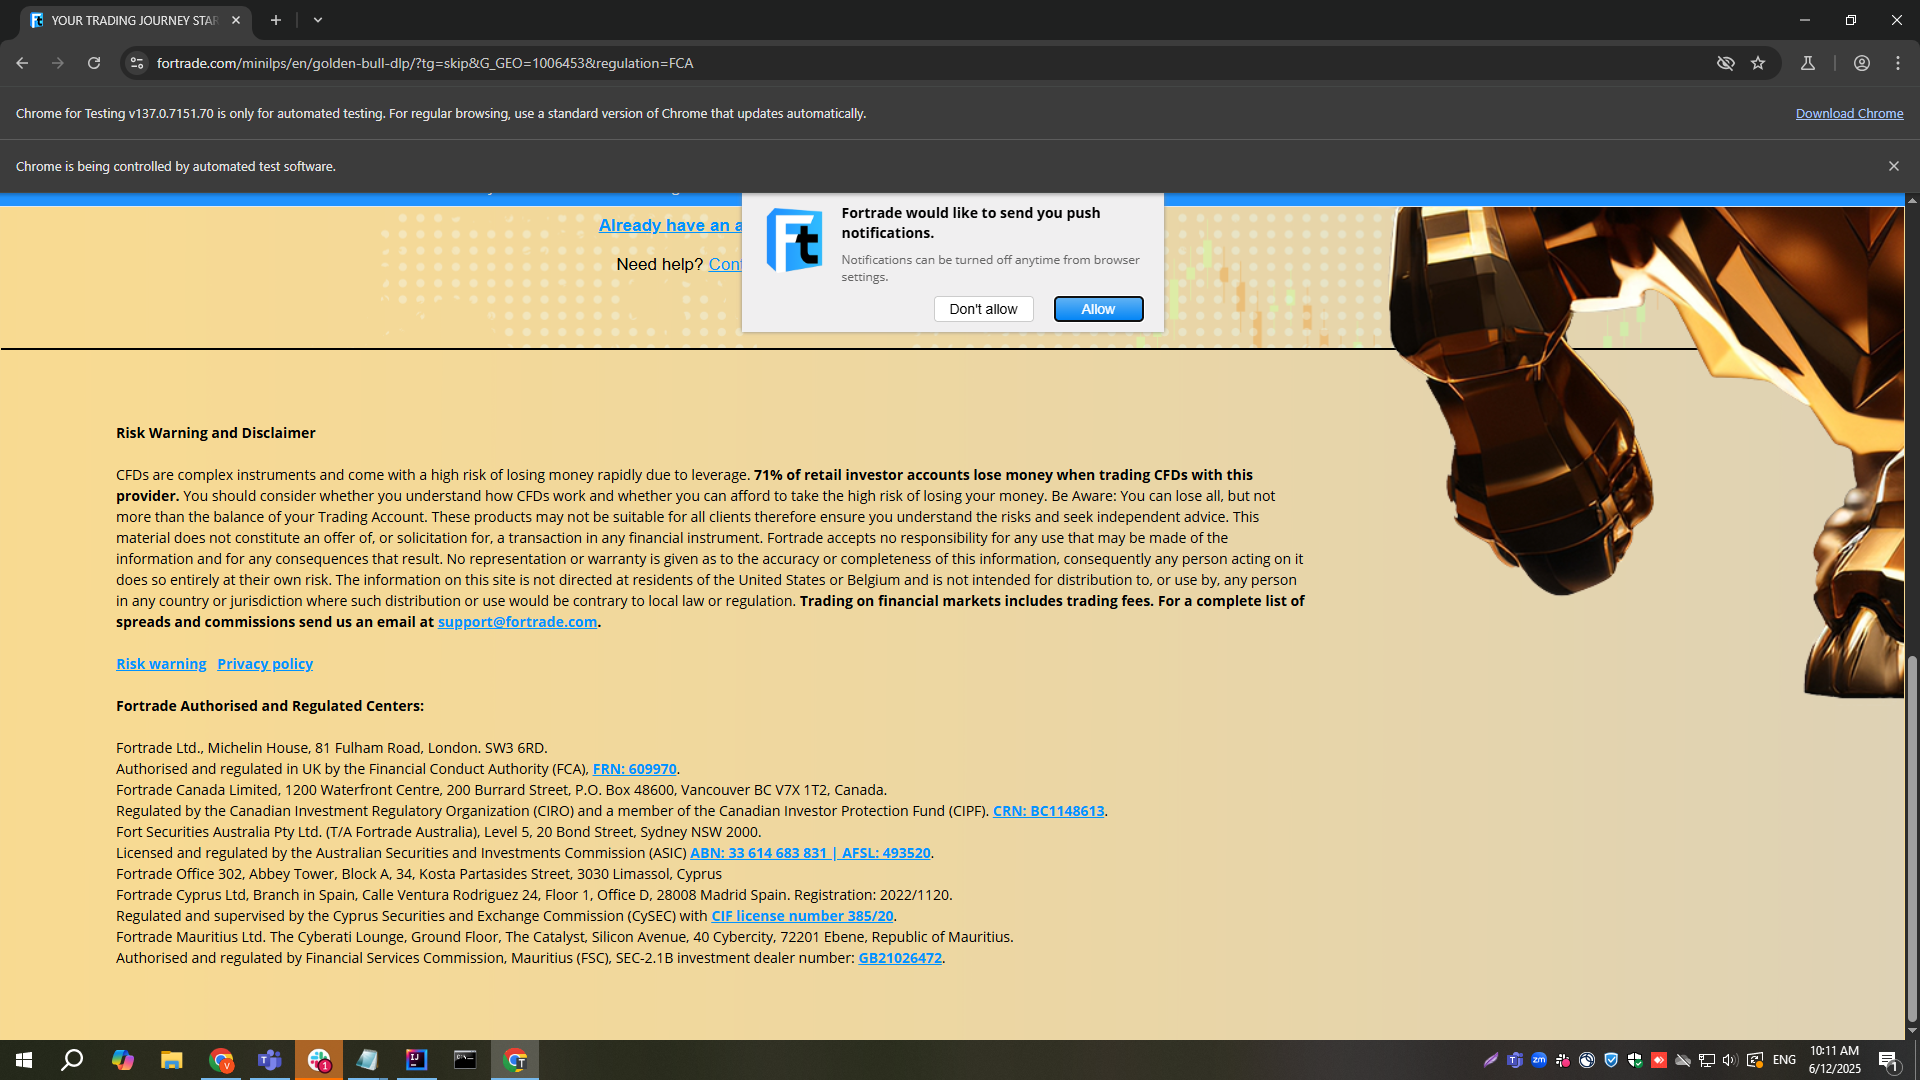 YOUR TRADING JOURNEY STAR
fortrade.com/minilps/en/golden-bull-dlp/?tg=skip&G_GEO=1006453&regulation=FCA
Chrome for Testing v137.0.7151.70 is only for automated testing. For regular browsing, use a standard version of Chrome that updates automatically.
Download Chrome
Chrome is being controlled by automated test software.
Already have an a
Need help? Con
Ft
Fortrade would like to send you push
notifications.
Notifications can be turned off anytime from browser
settings.
Don't allow
Allow
Risk Warning and Disclaimer
CFDs are complex instruments and come with a high risk of losing money rapidly due to leverage. 71% of retail investor accounts lose money when trading CFDs with this
provider. You should consider whether you understand how CFDs work and whether you can afford to take the high risk of losing your money. Be Aware: You can lose all, but not
more than the balance of your Trading Account. These products may not be suitable for all clients therefore ensure you understand the risks and seek independent advice. This
material does not constitute an offer of, or solicitation for, a transaction in any financial instrument. Fortrade accepts no responsibility for any use that may be made of the
information and for any consequences that result. No representation or warranty is given as to the accuracy or completeness of this information, consequently any person acting on it
does so entirely at their own risk. The information on this site is not directed at residents of the United States or Belgium and is not intended for distribution to, or use by, any person
in any country or jurisdiction where such distribution or use would be contrary to local law or regulation. Trading on financial markets includes trading fees. For a complete list of
spreads and commissions send us an email at support@fortrade.com.
Risk warning Privacy policy
Fortrade Authorised and Regulated Centers:
Fortrade Ltd., Michelin House, 81 Fulham Road, London. SW3 6RD.
Authorised and regulated in UK by the Financial Conduct Authority (FCA), FRN: 609970.
Fortrade Canada Limited, 1200 Waterfront Centre, 200 Burrard Street, P.O. Box 48600, Vancouver BC V7X 1T2, Canada.
Regulated by the Canadian Investment Regulatory Organization (CIRO) and a member of the Canadian Investor Protection Fund (CIPF). CRN: BC1148613.
Fort Securities Australia Pty Ltd. (T/A Fortrade Australia), Level 5, 20 Bond Street, Sydney NSW 2000.
Licensed and regulated by the Australian Securities and Investments Commission (ASIC) ABN: 33 614 683 831 | AFSL: 493520.
Fortrade Office 302, Abbey Tower, Block A, 34, Kosta Partasides Street, 3030 Limassol, Cyprus
Fortrade Cyprus Ltd, Branch in Spain, Calle Ventura Rodriguez 24, Floor 1, Office D, 28008 Madrid Spain. Registration: 2022/1120.
Regulated and supervised by the Cyprus Securities and Exchange Commission (CySEC) with CIF license number 385/20.
Fortrade Mauritius Ltd. The Cyberati Lounge, Ground Floor, The Catalyst, Silicon Avenue, 40 Cybercity, 72201 Ebene, Republic of Mauritius.
Authorised and regulated by Financial Services Commission, Mauritius (FSC), SEC-2.1B investment dealer number: GB21026472.
ENG
10:11 AM
6/12/2025